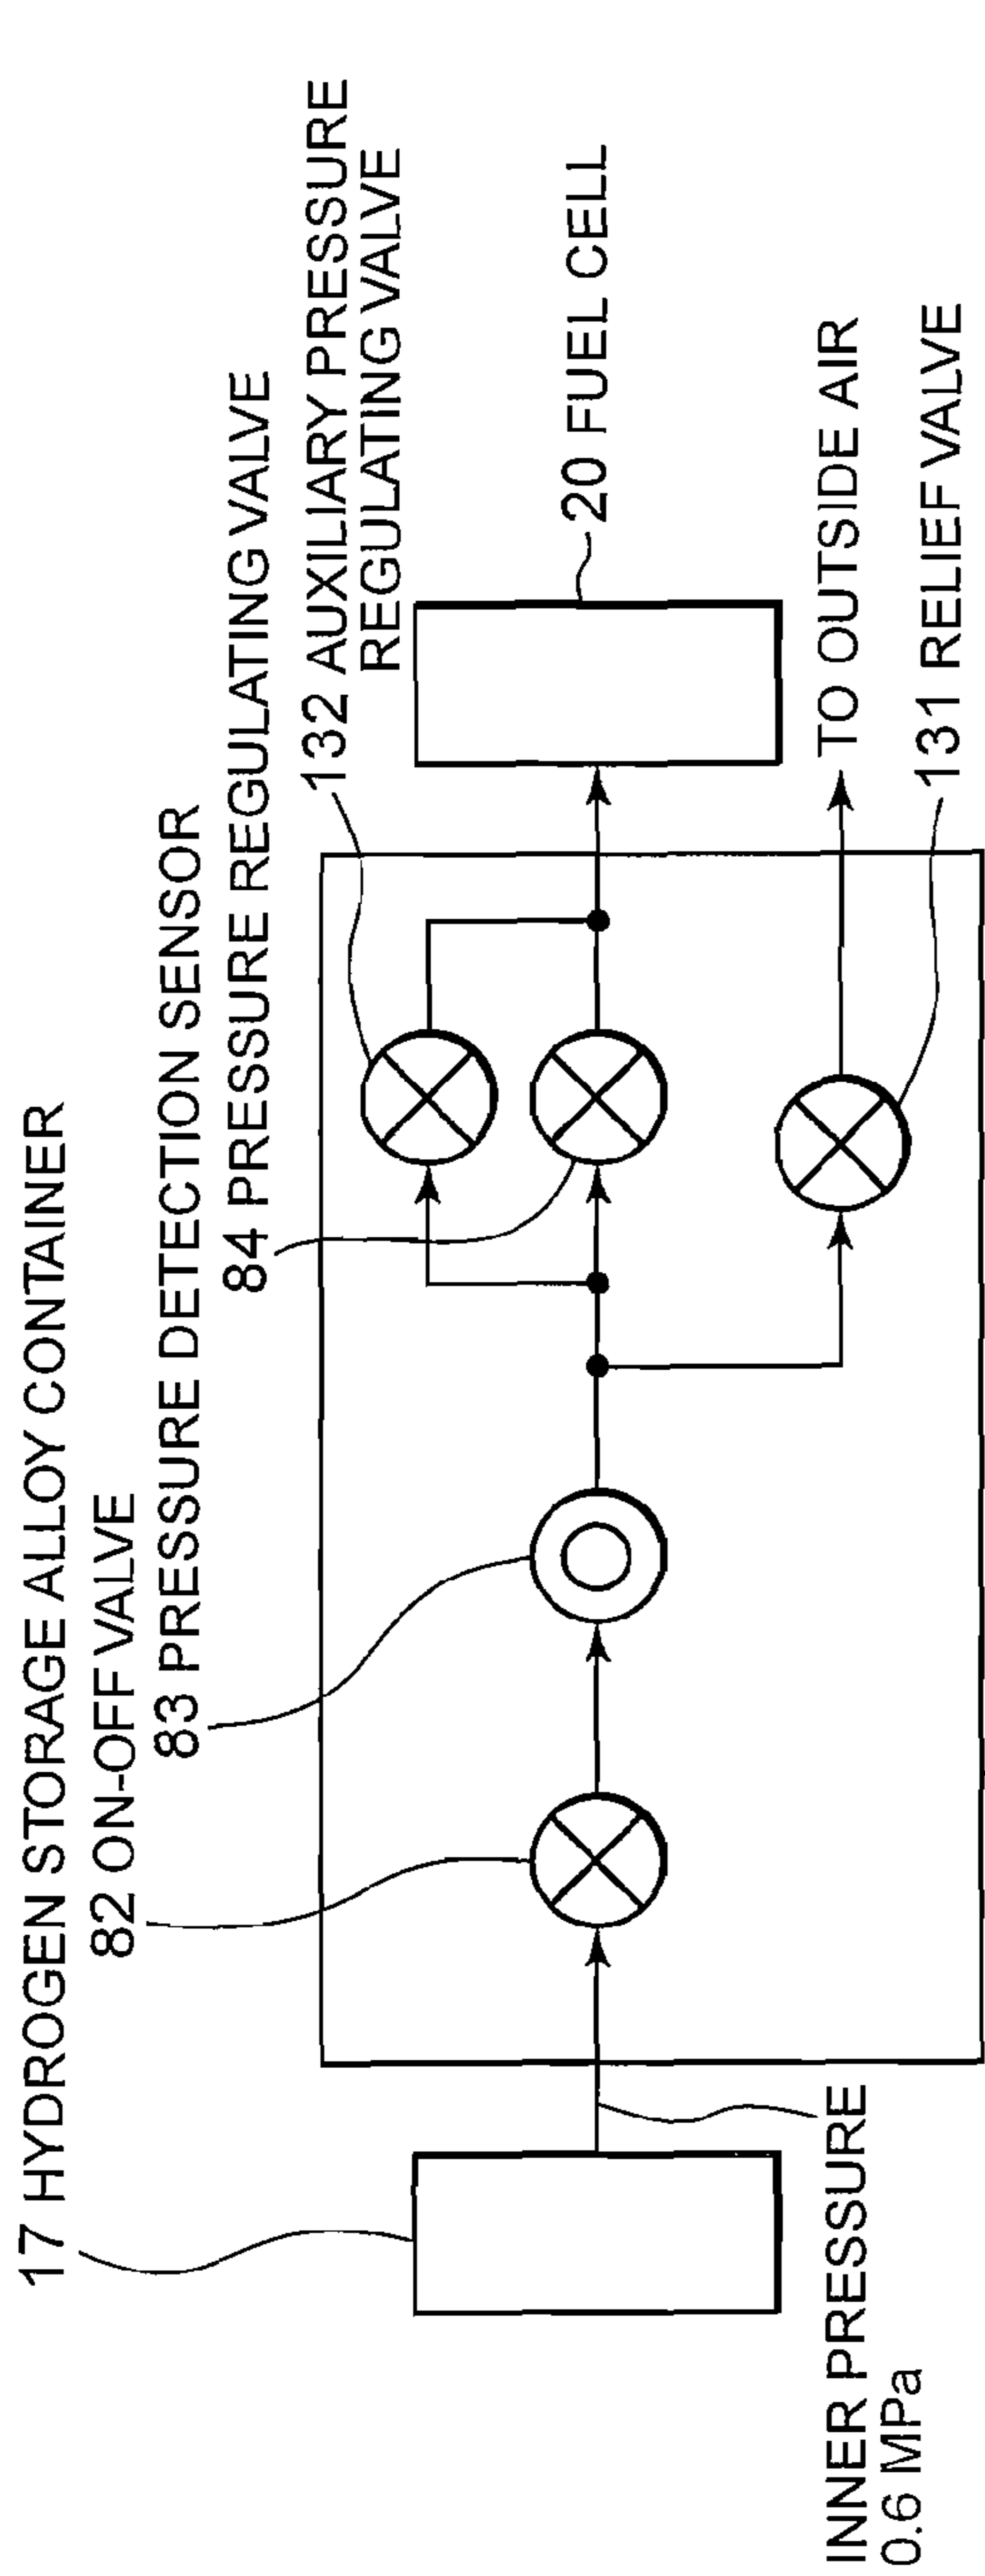 17 HYDROGEN STORAGE ALLOY CONTAINER
82 ON-OFF VALVE
83 PRESSURE DETECTION SENSOR
84 PRESSURE REGULATING VALVE
132 AUXILIARY PRESSURE
REGULATING VALVE
20 FUEL CELL
TO OUTSIDE AIR
131 RELIEF VALVE
INNER PRESSURE
0.6 MPa